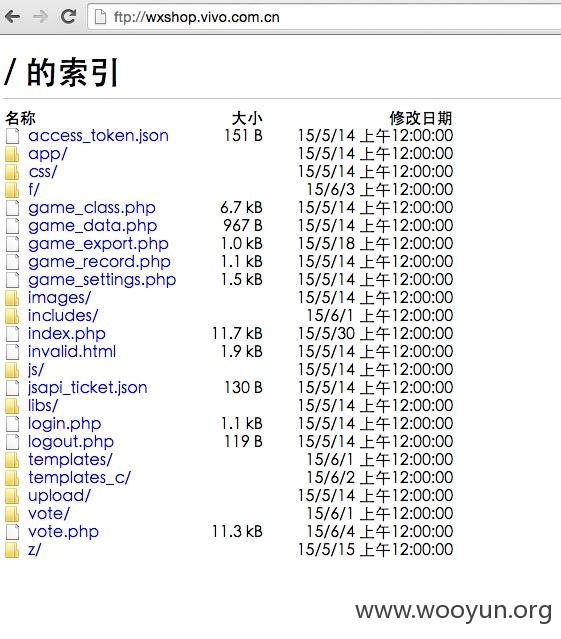 ftp://wxshop.vivo.com.cn
/ 的索引
名称 大小 修改日期
access_token.json 151 B 15/5/14 上午12:00:00
app/ 15/5/14 上午12:00:00
css/ 15/5/14 上午12:00:00
f/ 15/6/3 上午12:00:00
game_class.php 6.7 kB 15/5/14 上午12:00:00
game_data.php 967 B 15/5/14 上午12:00:00
game_export.php 1.0 kB 15/5/18 上午12:00:00
game_record.php 1.1 kB 15/5/14 上午12:00:00
game_settings.php 1.5 kB 15/5/14 上午12:00:00
images/ 15/5/14 上午12:00:00
includes/ 15/6/1 上午12:00:00
index.php 11.7 kB 15/5/30 上午12:00:00
invalid.html 1.9 kB 15/5/14 上午12:00:00
js/ 15/5/14 上午12:00:00
jsapi_ticket.json 130 B 15/5/14 上午12:00:00
libs/ 15/5/14 上午12:00:00
login.php 1.1 kB 15/5/14 上午12:00:00
logout.php 119 B 15/5/14 上午12:00:00
templates/ 15/6/1 上午12:00:00
templates_c/ 15/6/2 上午12:00:00
upload/ 15/5/14 上午12:00:00
vote/ 15/6/1 上午12:00:00
vote.php 11.3 kB 15/6/4 上午12:00:00
z/ 15/5/15 上午12:00:00
www.wooyun.org